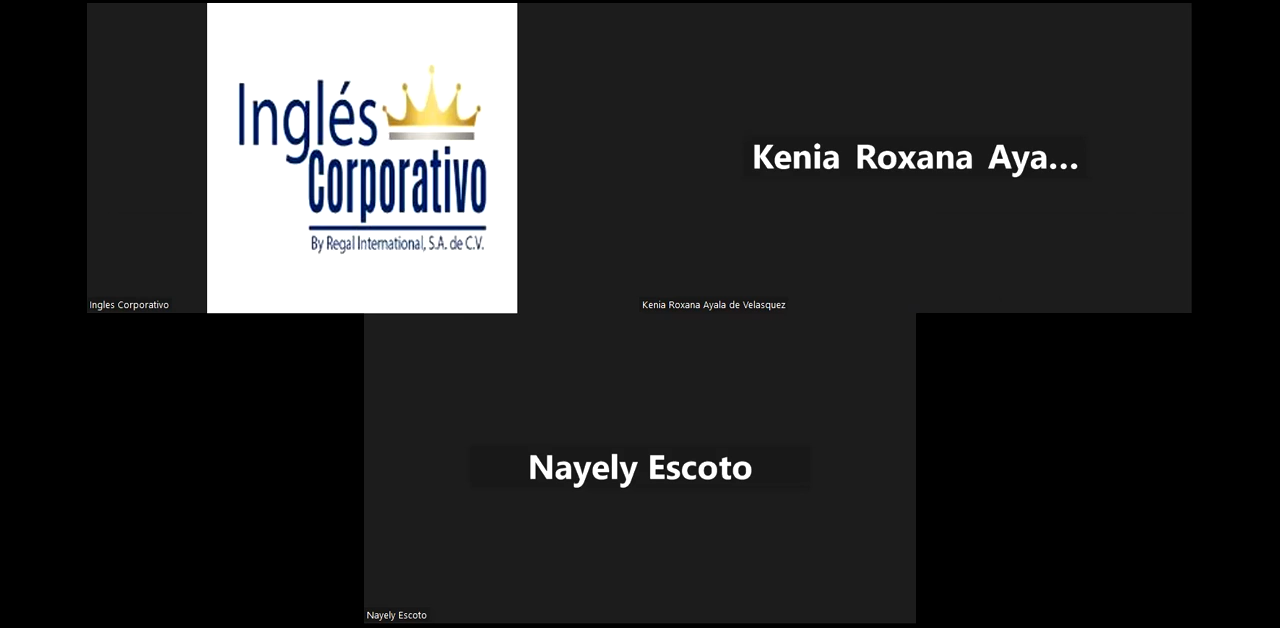 Inglés
Corporativo
By Regal International, S.A. de C.V.
Ingles Corporativo
Kenia Roxana Aya...
Kenia Roxana Ayala de Velasquez
Nayely Escoto
Nayely Escoto